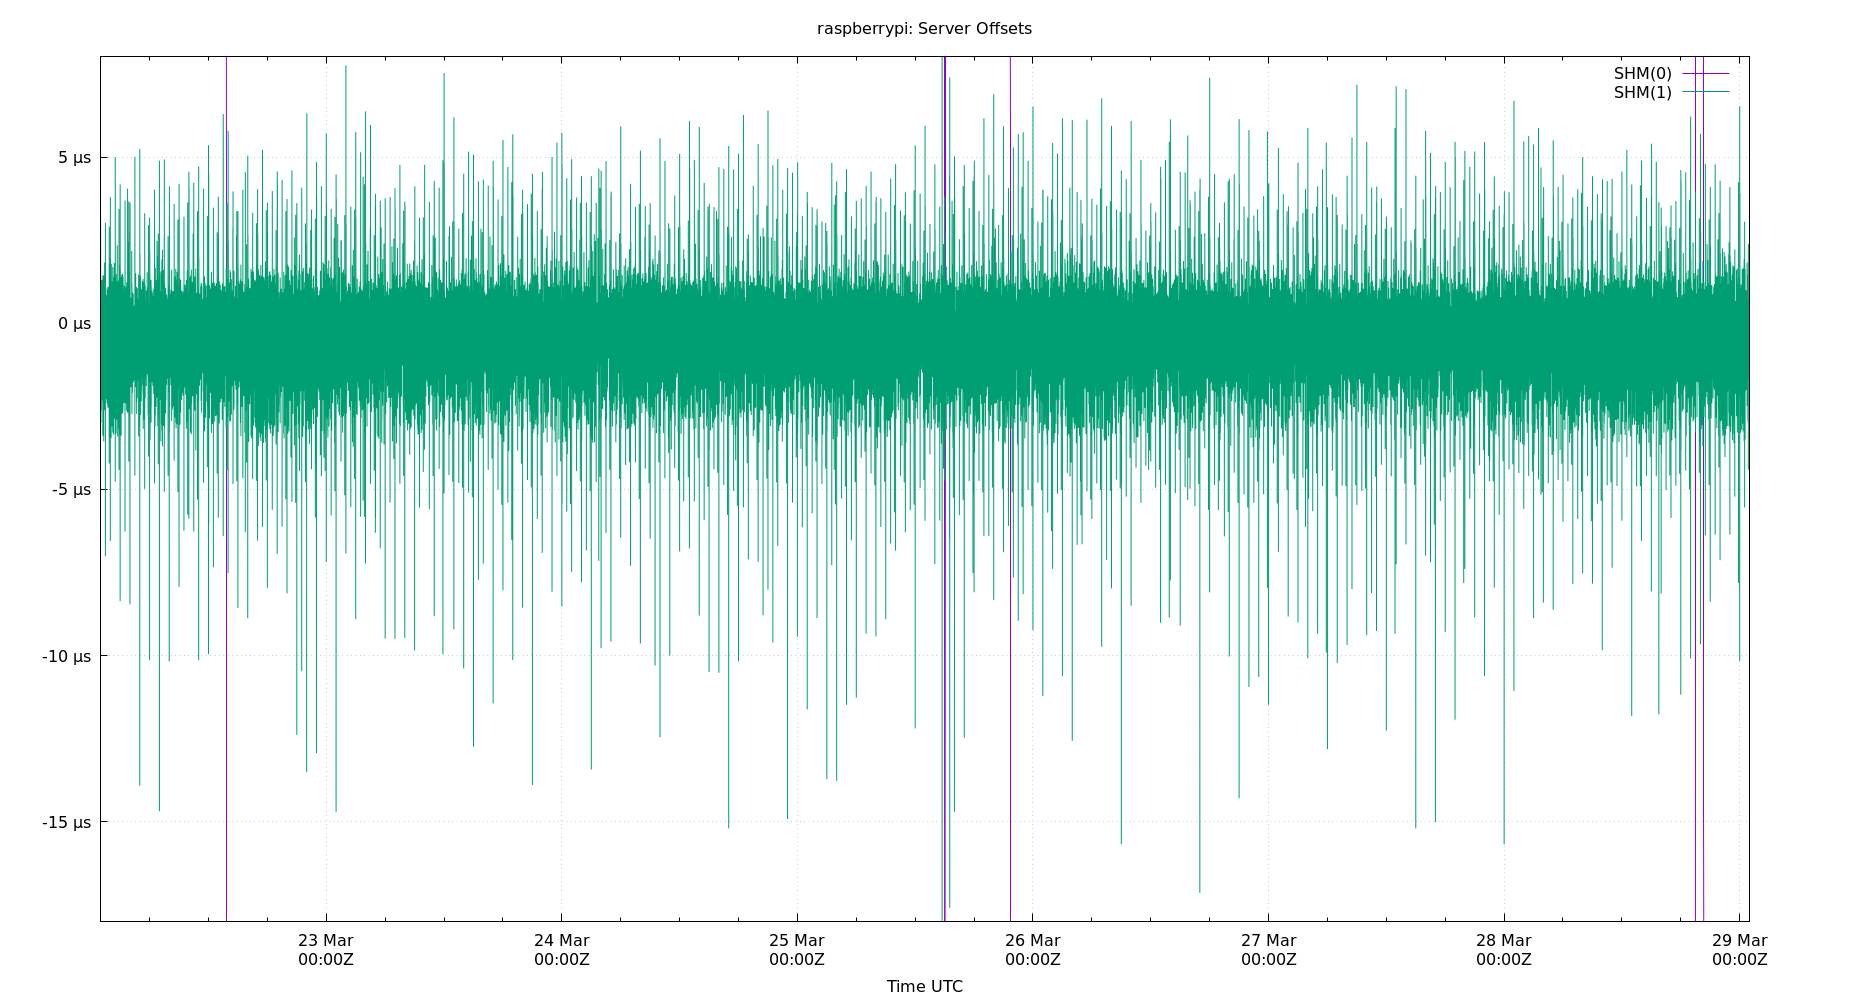 raspberrypi: Server Offsets
SHM(0)
SHM(1)
5 µs
0 µs
-5 µs
-10 µs
-15 µs
23 Mar
00:00Z
24 Mar
00:00Z
25 Mar
00:00Z
26 Mar
00:00Z
27 Mar
00:00Z
28 Mar
00:00Z
29 Mar
00:00Z
Time UTC